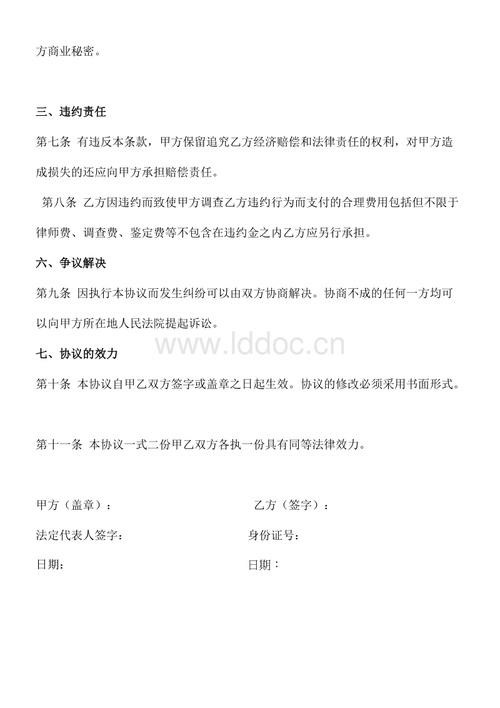 方商业秘密。
三、违约责任
第七条 有违反本条款，甲方保留追究乙方经济赔偿和法律责任的权利，对甲方造
成损失的还应向甲方承担赔偿责任。
第八条 乙方因违约而致使甲方调查乙方违约行为而支付的合理费用包括但不限于
律师费、调查费、鉴定费等不包含在违约金之内乙方应另行承担。
六、争议解决
第九条 因执行本协议而发生纠纷可以由双方协商解决。协商不成的任何一方均可
以向甲方所在地人民法院提起诉讼。
www.lddoc.cn
七、协议的效力
第十条 本协议自甲乙双方签字或盖章之日起生效。协议的修改必须采用书面形式。
第十一条 本协议一式二份甲乙双方各执一份具有同等法律效力。
甲方（盖章）： 乙方（签字）：
法定代表人签字： 身份证号：
日期： 日期：